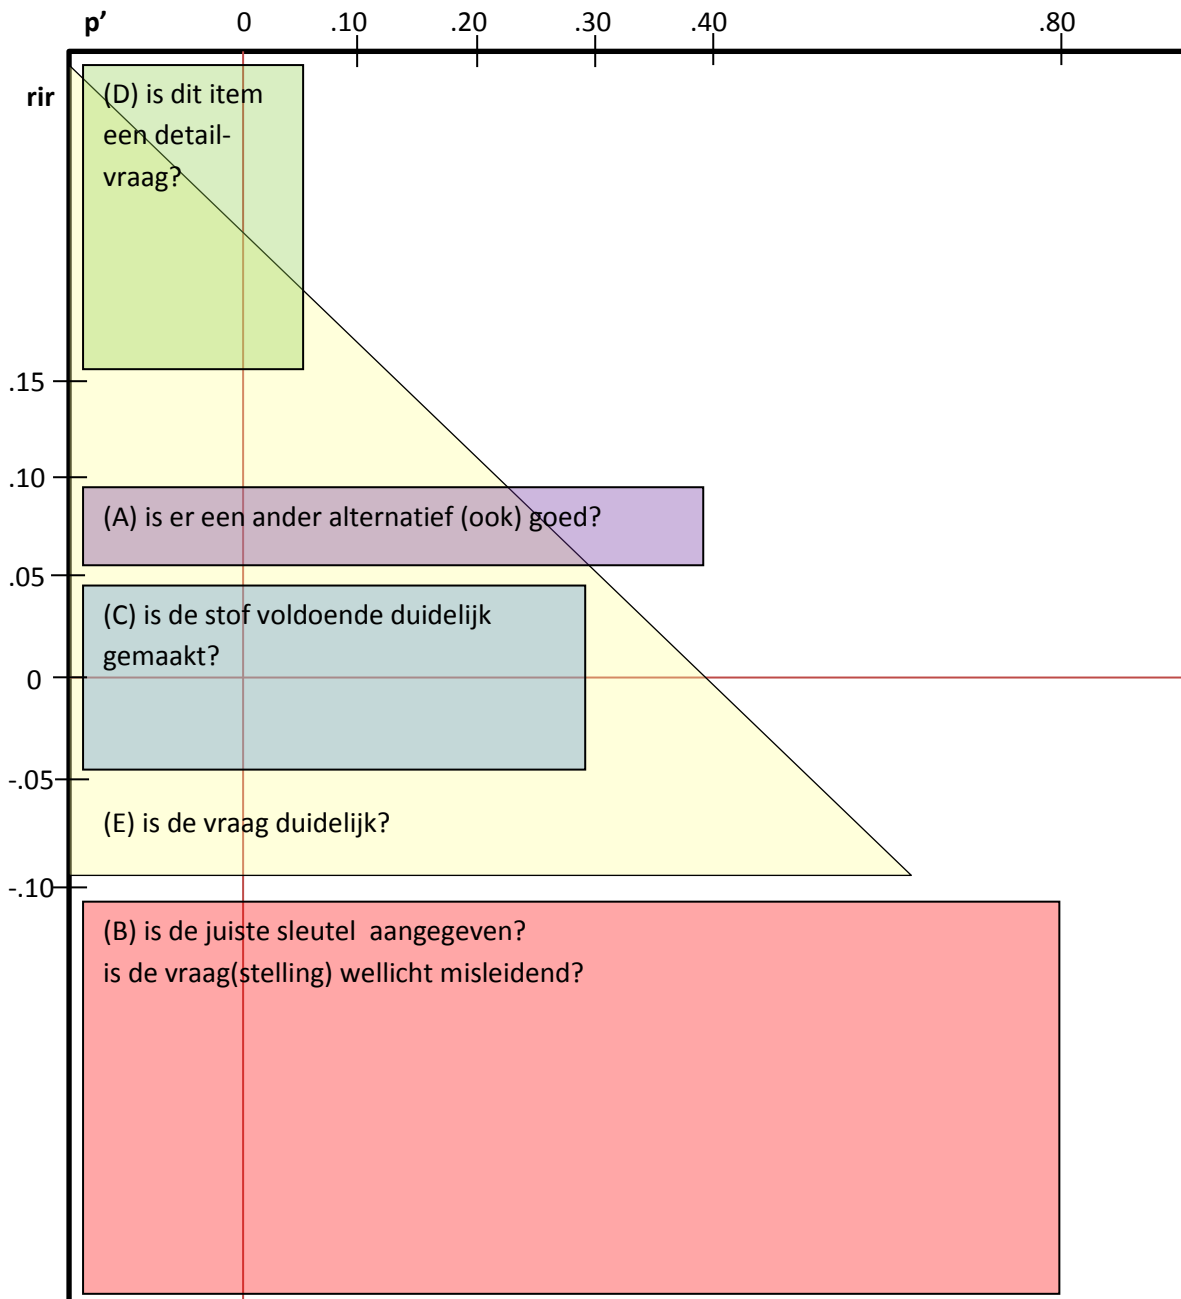 p’ 0 .10 .20 .30 .40 .80
rir
(D) is dit item
een detail-
vraag?
.15
.10
(A) is er een ander alternatief (ook) goed?
.05
(C) is de stof voldoende duidelijk
gemaakt?
0
-.05
(E) is de vraag duidelijk?
-.10
(B) is de juiste sleutel  aangegeven?
is de vraag(stelling) wellicht misleidend?